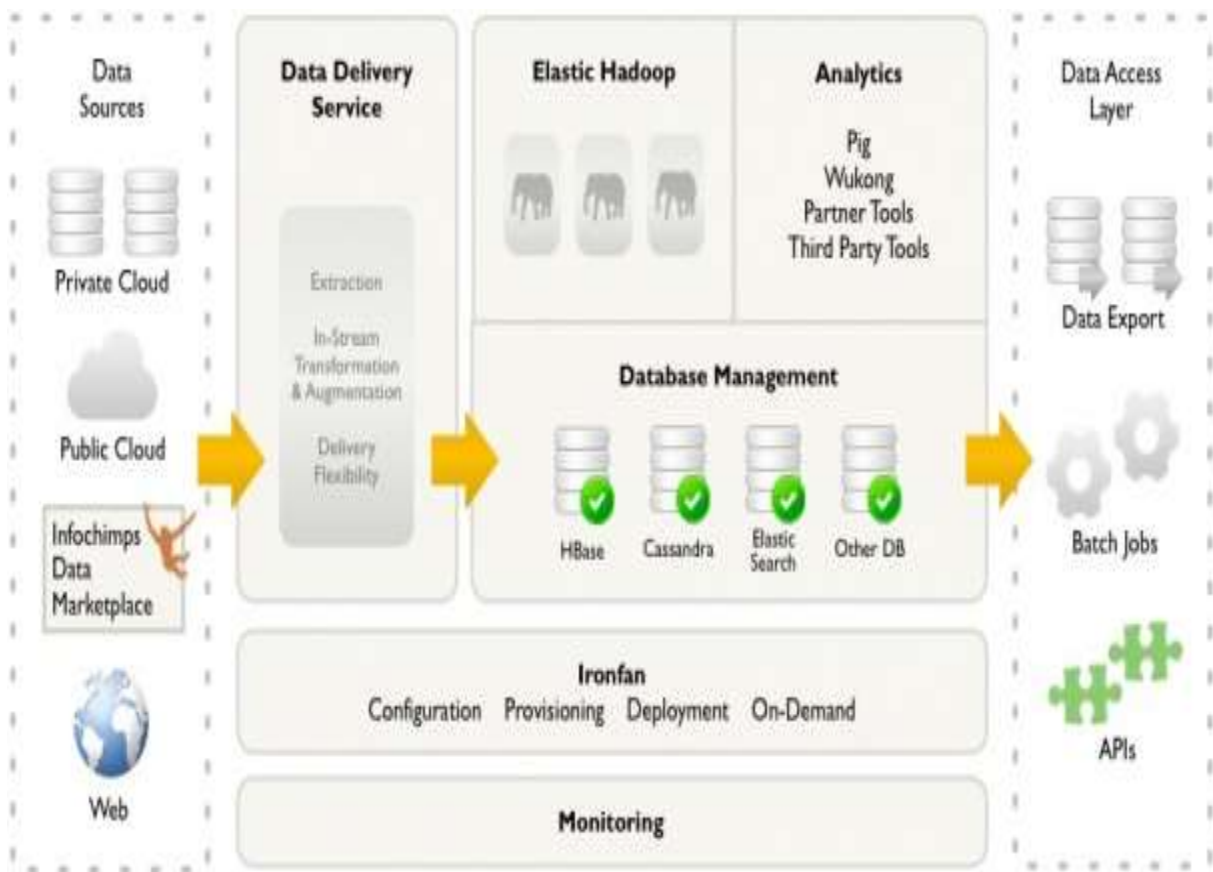 Data
Sources
Private Cloud
Public Cloud
Infochimps
Data
Marketplace
Web
Data Delivery
Service
Extraction
In-Stream
Transformation
& Augmentation
Delivery
Flexibility
Elastic Hadoop
Analytics
Pig
Wukong
Partner Tools
Third Party Tools
Database Management
HBase
Cassandra
Elastic
Search
Other DB
Ironfan
Configuration Provisioning Deployment On-Demand
Monitoring
Data Access
Layer
Data Export
Batch Jobs
APIs